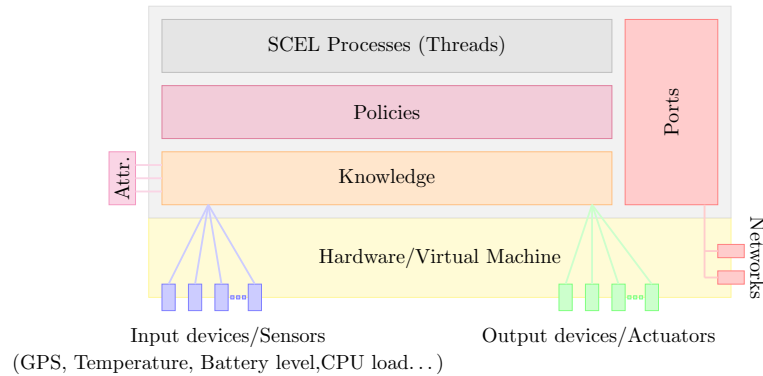 SCEL Processes (Threads)
Policies
Ports
Attr.
Knowledge
Hardware/Virtual Machine
Networks
Input devices/Sensors
(GPS, Temperature, Battery level,CPU load...)
Output devices/Actuators